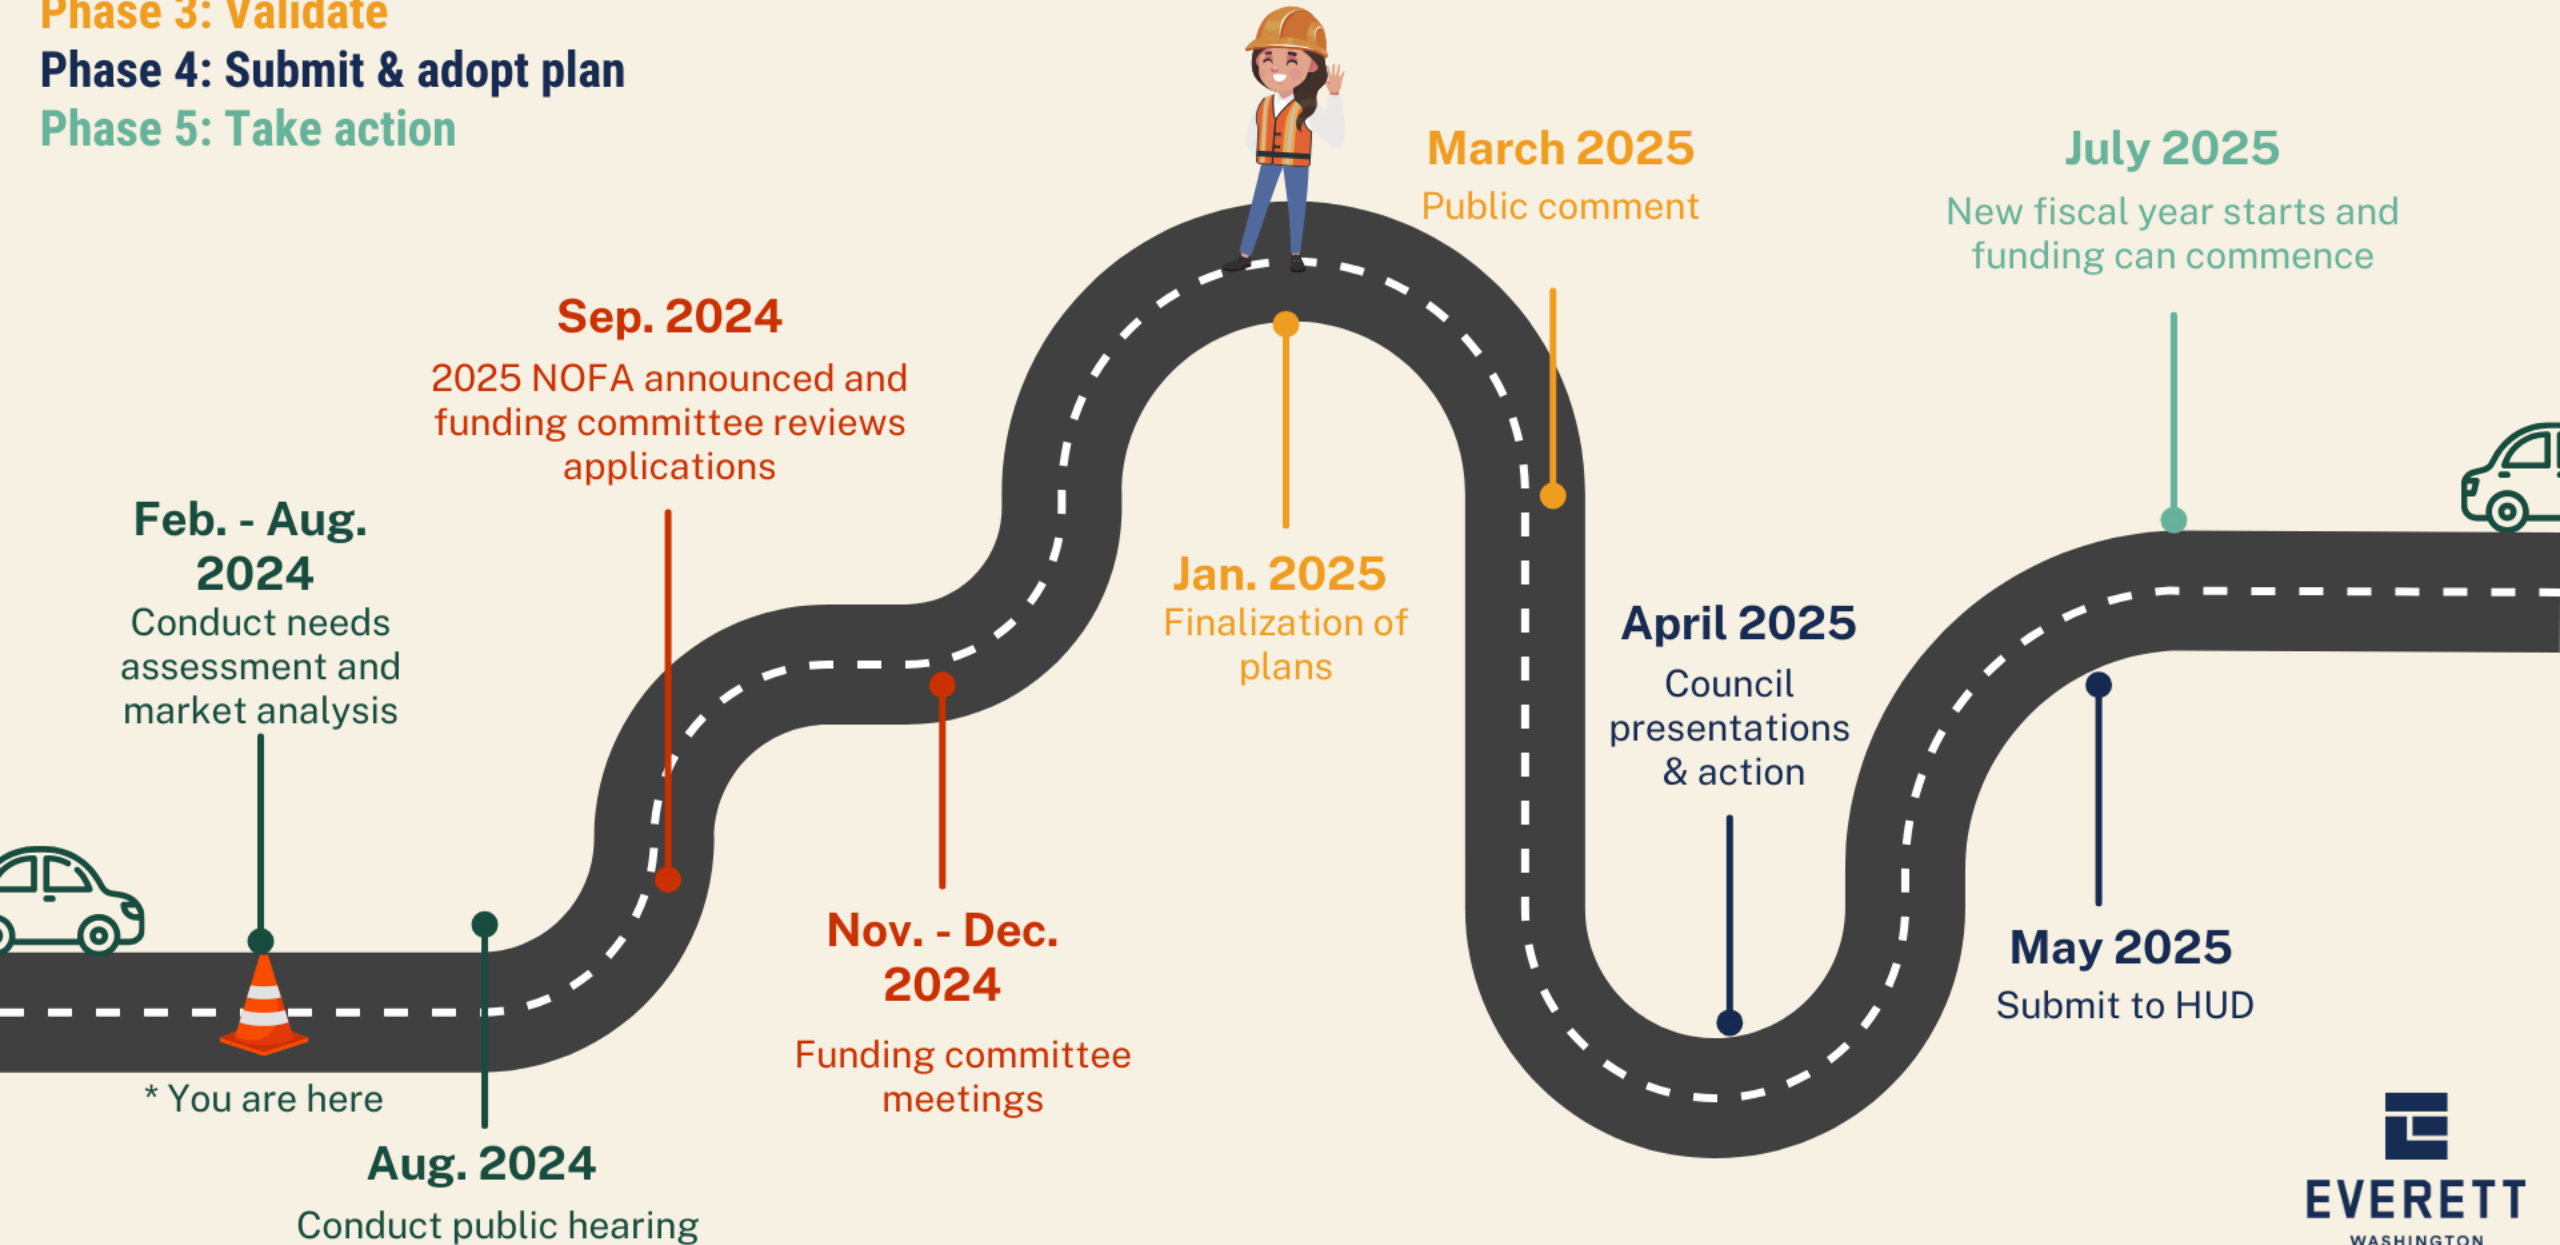 Phase 3: Validate
Phase 4: Submit & adopt plan
Phase 5: Take action
Feb. - Aug.
2024
Conduct needs
assessment and
market analysis
* You are here
Aug. 2024
Conduct public hearing
Sep. 2024
2025 NOFA announced and
funding committee reviews
applications
Nov. - Dec.
2024
Funding committee
meetings
Jan. 2025
Finalization of
plans
March 2025
Public comment
April 2025
Council
presentations
& action
May 2025
Submit to HUD
July 2025
New fiscal year starts and
funding can commence
EVERETT
WASHINGTON